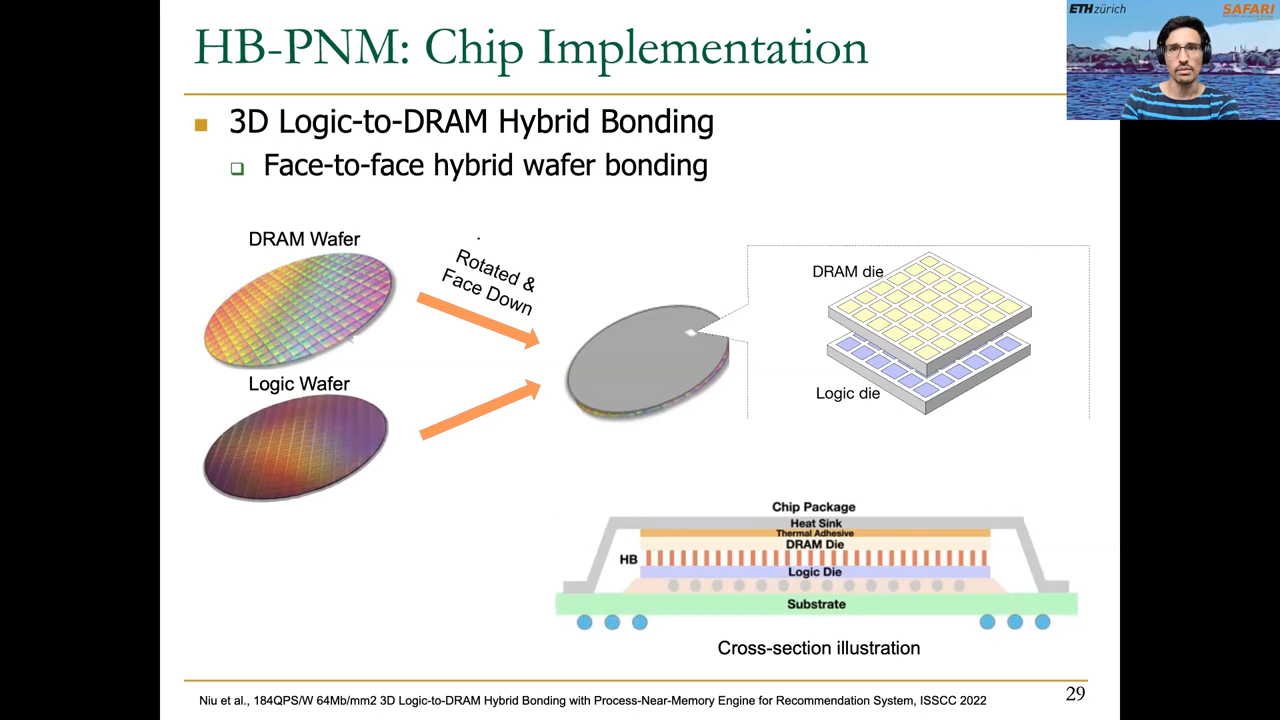 HB-PNM: Chip Implementation
ETHzürich
SAFARI
3D Logic-to-DRAM Hybrid Bonding
Face-to-face hybrid wafer bonding
DRAM Wafer
Rotated &
Face Down
Logic Wafer
DRAM die
Logic die
Chip Package
Heat Sink
Thermal Adhesive
DRAM Die
HB
Logic Die
Substrate
Cross-section illustration
Niu et al., 184QPS/W 64Mb/mm2 3D Logic-to-DRAM Hybrid Bonding with Process-Near-Memory Engine for Recommendation System, ISSCC 2022
29